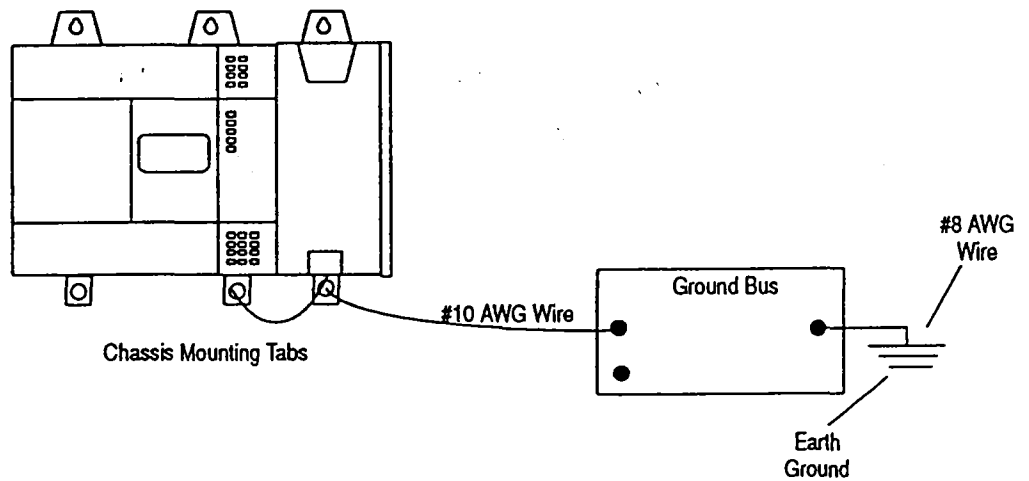 #8 AWG
Wire
Ground Bus
#10 AWG Wire
Chassis Mounting Tabs
Earth
Ground